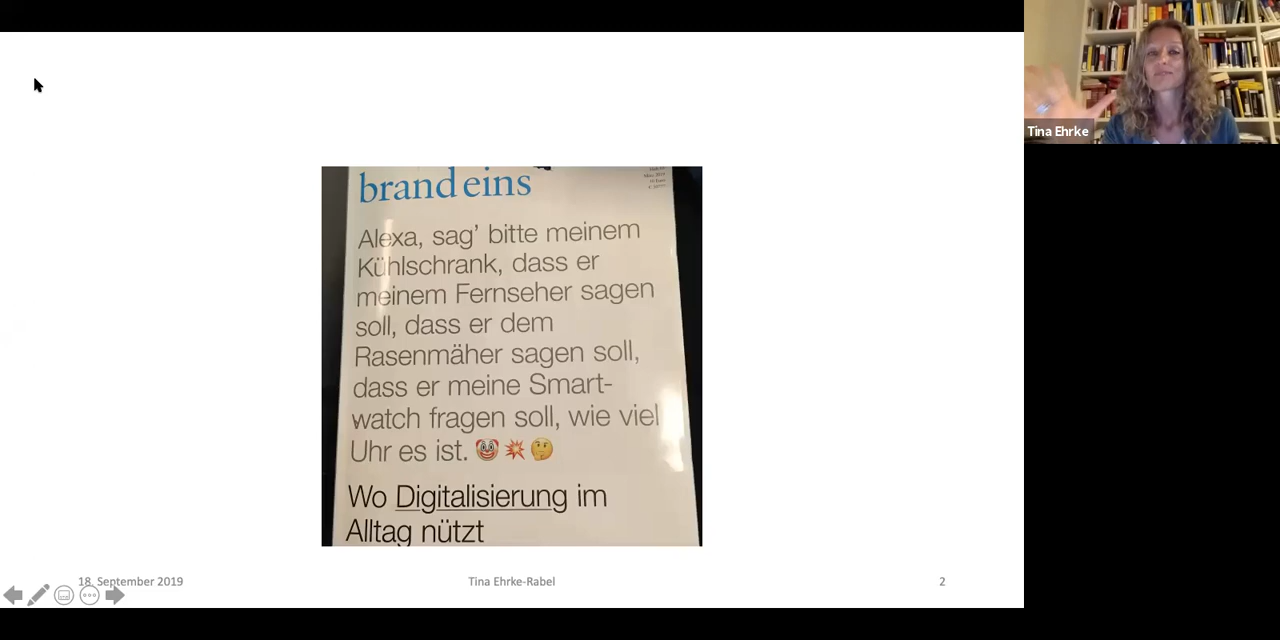 Tina Ehrke
brand eins
Alexa, sag' bitte meinem
Kühlschrank, dass er
meinem Fernseher sagen
soll, dass er dem
Rasenmäher sagen soll,
dass er meine Smart-
watch fragen soll, wie viel
Uhr es ist. 🤡💥🤔
Wo Digitalisierung im
Alltag nützt
18. September 2019
Tina Ehrke-Rabel
2